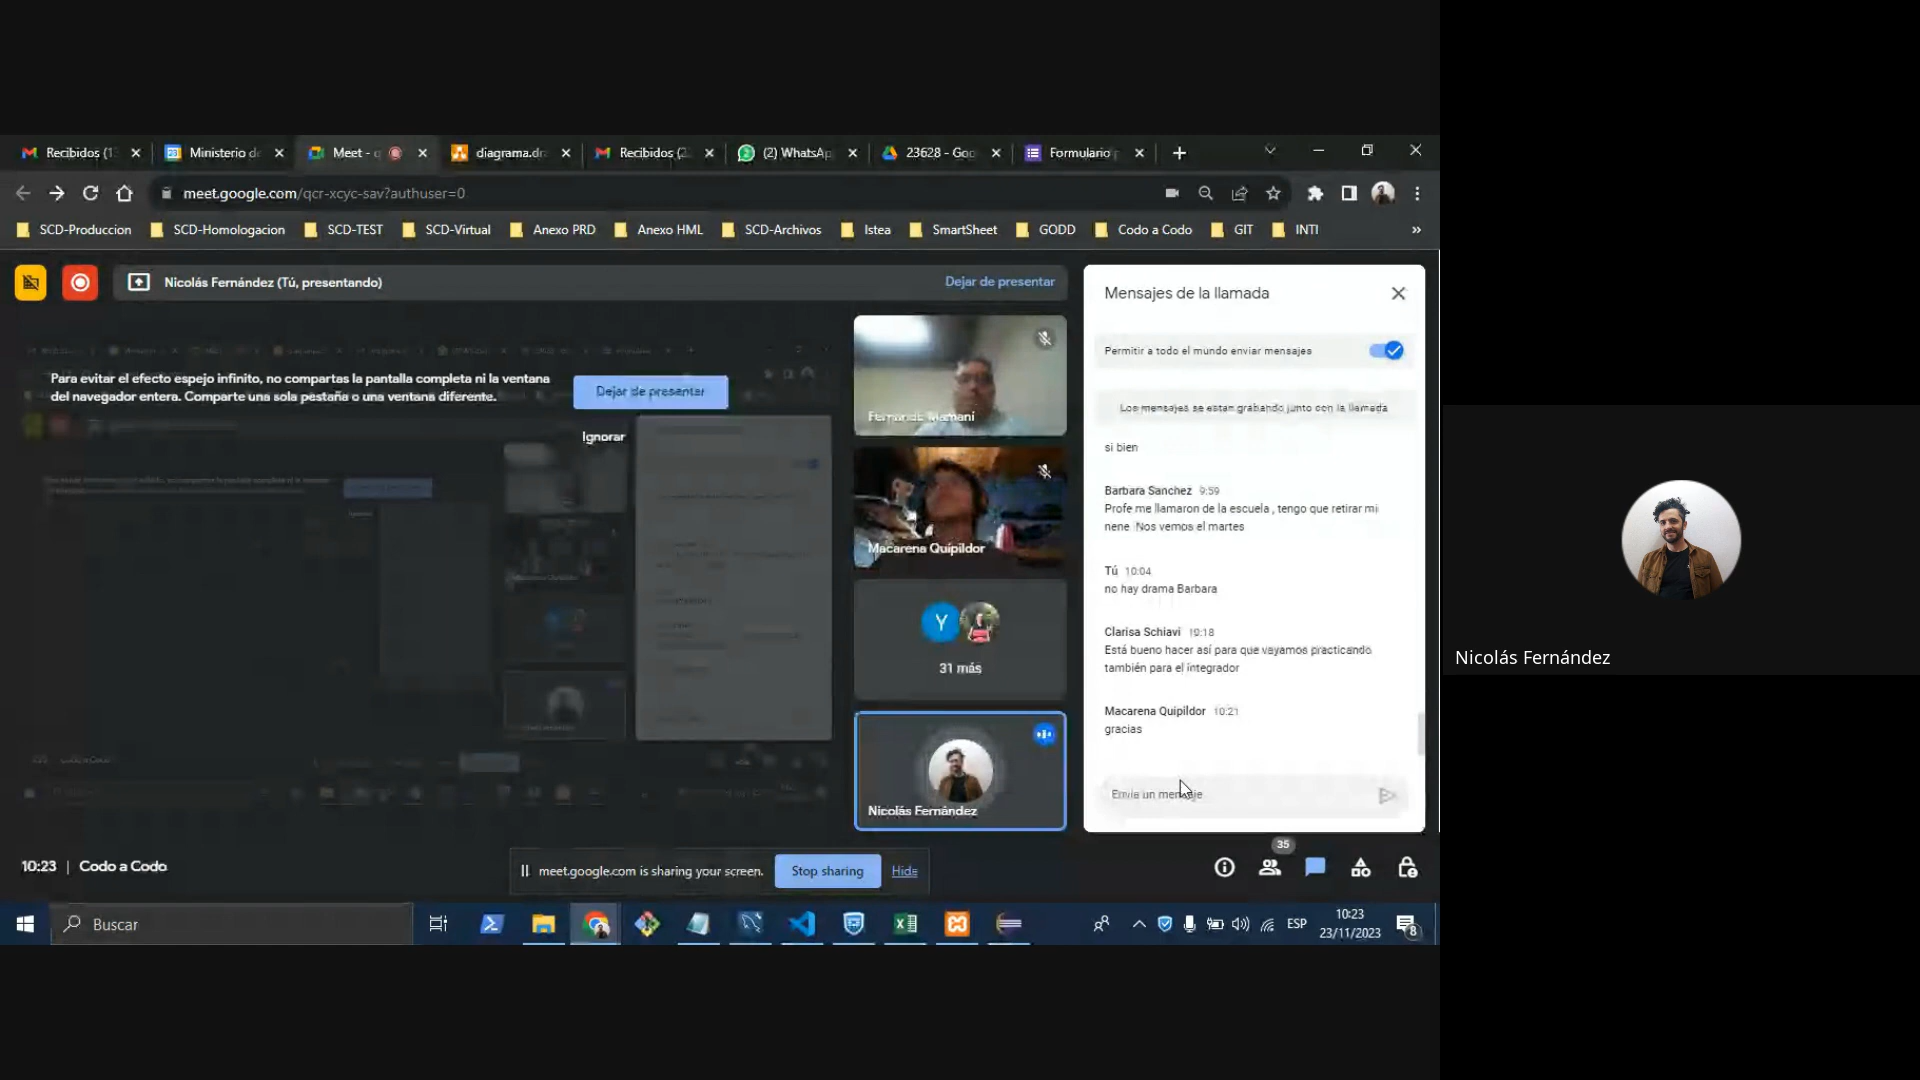 Recibidos (1
Ministerio de
Meet - q
diagrama.dr
Recibidos (2
(2) WhatsAp
23628 - Goo
Formulario
meet.google.com/qcr-xcyc-sav?authuser=0
SCD-Produccion
SCD-Homologacion
SCD-TEST
SCD-Virtual
Anexo PRD
Anexo HML
SCD-Archivos
Istea
SmartSheet
GODD
Codo a Codo
GIT
INTI
»
Nicolás Fernández (Tú, presentando)
Dejar de presentar
Para evitar el efecto espejo infinito, no compartas la pantalla completa ni la ventana
del navegador entera. Comparte una sola pestaña o una ventana diferente.
Dejar de presentar
Ignorar
Fernando Mamani
Macarena Quipildor
Y
31 más
Nicolás Fernández
Mensajes de la llamada
Permitir a todo el mundo enviar mensajes
Los mensajes se están grabando junto con la llamada
si bien
Barbara Sanchez 9:59
Profe me llamaron de la escuela , tengo que retirar mi
nene Nos vemos el martes
Tú 10:04
no hay drama Barbara
Clarisa Schiavi 10:18
Está bueno hacer así para que vayamos practicando
también para el integrador
Macarena Quipildor 10:21
gracias
Envía un mensaje
10:23 | Codo a Codo
meet.google.com is sharing your screen.
Stop sharing
Hide
35
Buscar
ESP
10:23
23/11/2023
8
Nicolás Fernández